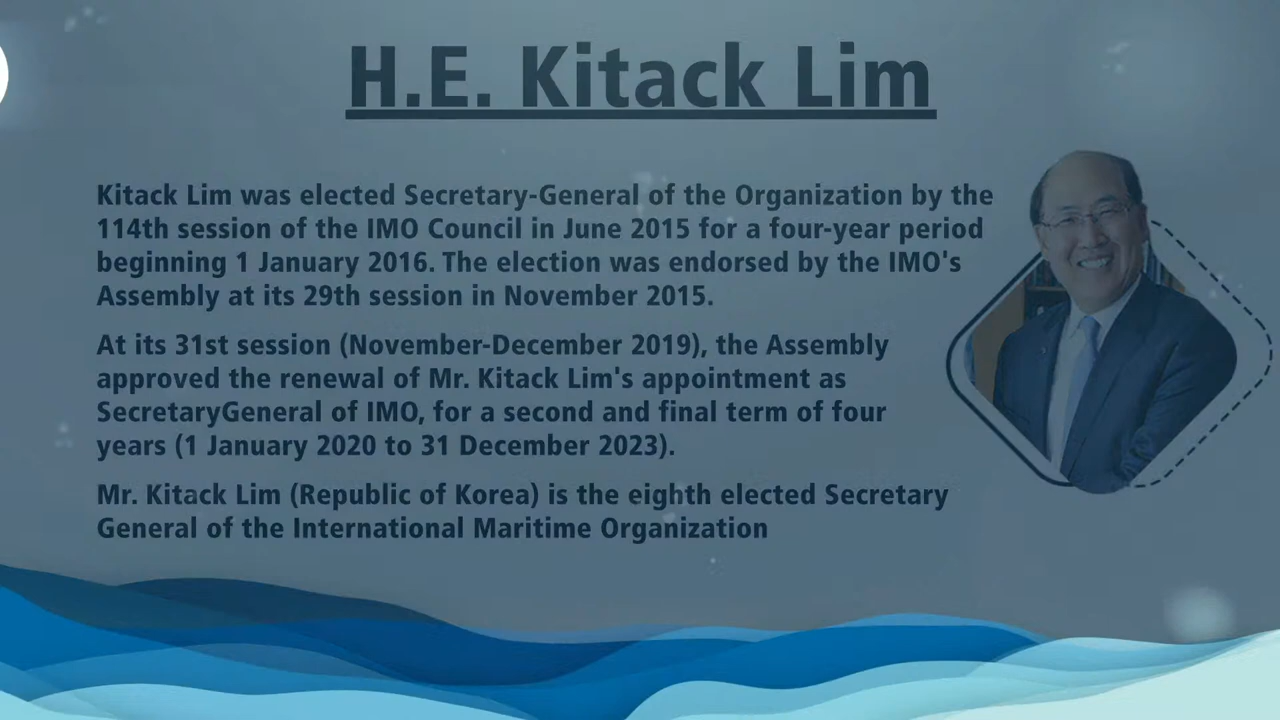 H.E. Kitack Lim
Kitack Lim was elected Secretary-General of the Organization by the
114th session of the IMO Council in June 2015 for a four-year period
beginning 1 January 2016. The election was endorsed by the IMO's
Assembly at its 29th session in November 2015.
At its 31st session (November-December 2019), the Assembly
approved the renewal of Mr. Kitack Lim's appointment as
SecretaryGeneral of IMO, for a second and final term of four
years (1 January 2020 to 31 December 2023).
Mr. Kitack Lim (Republic of Korea) is the eighth elected Secretary
General of the International Maritime Organization